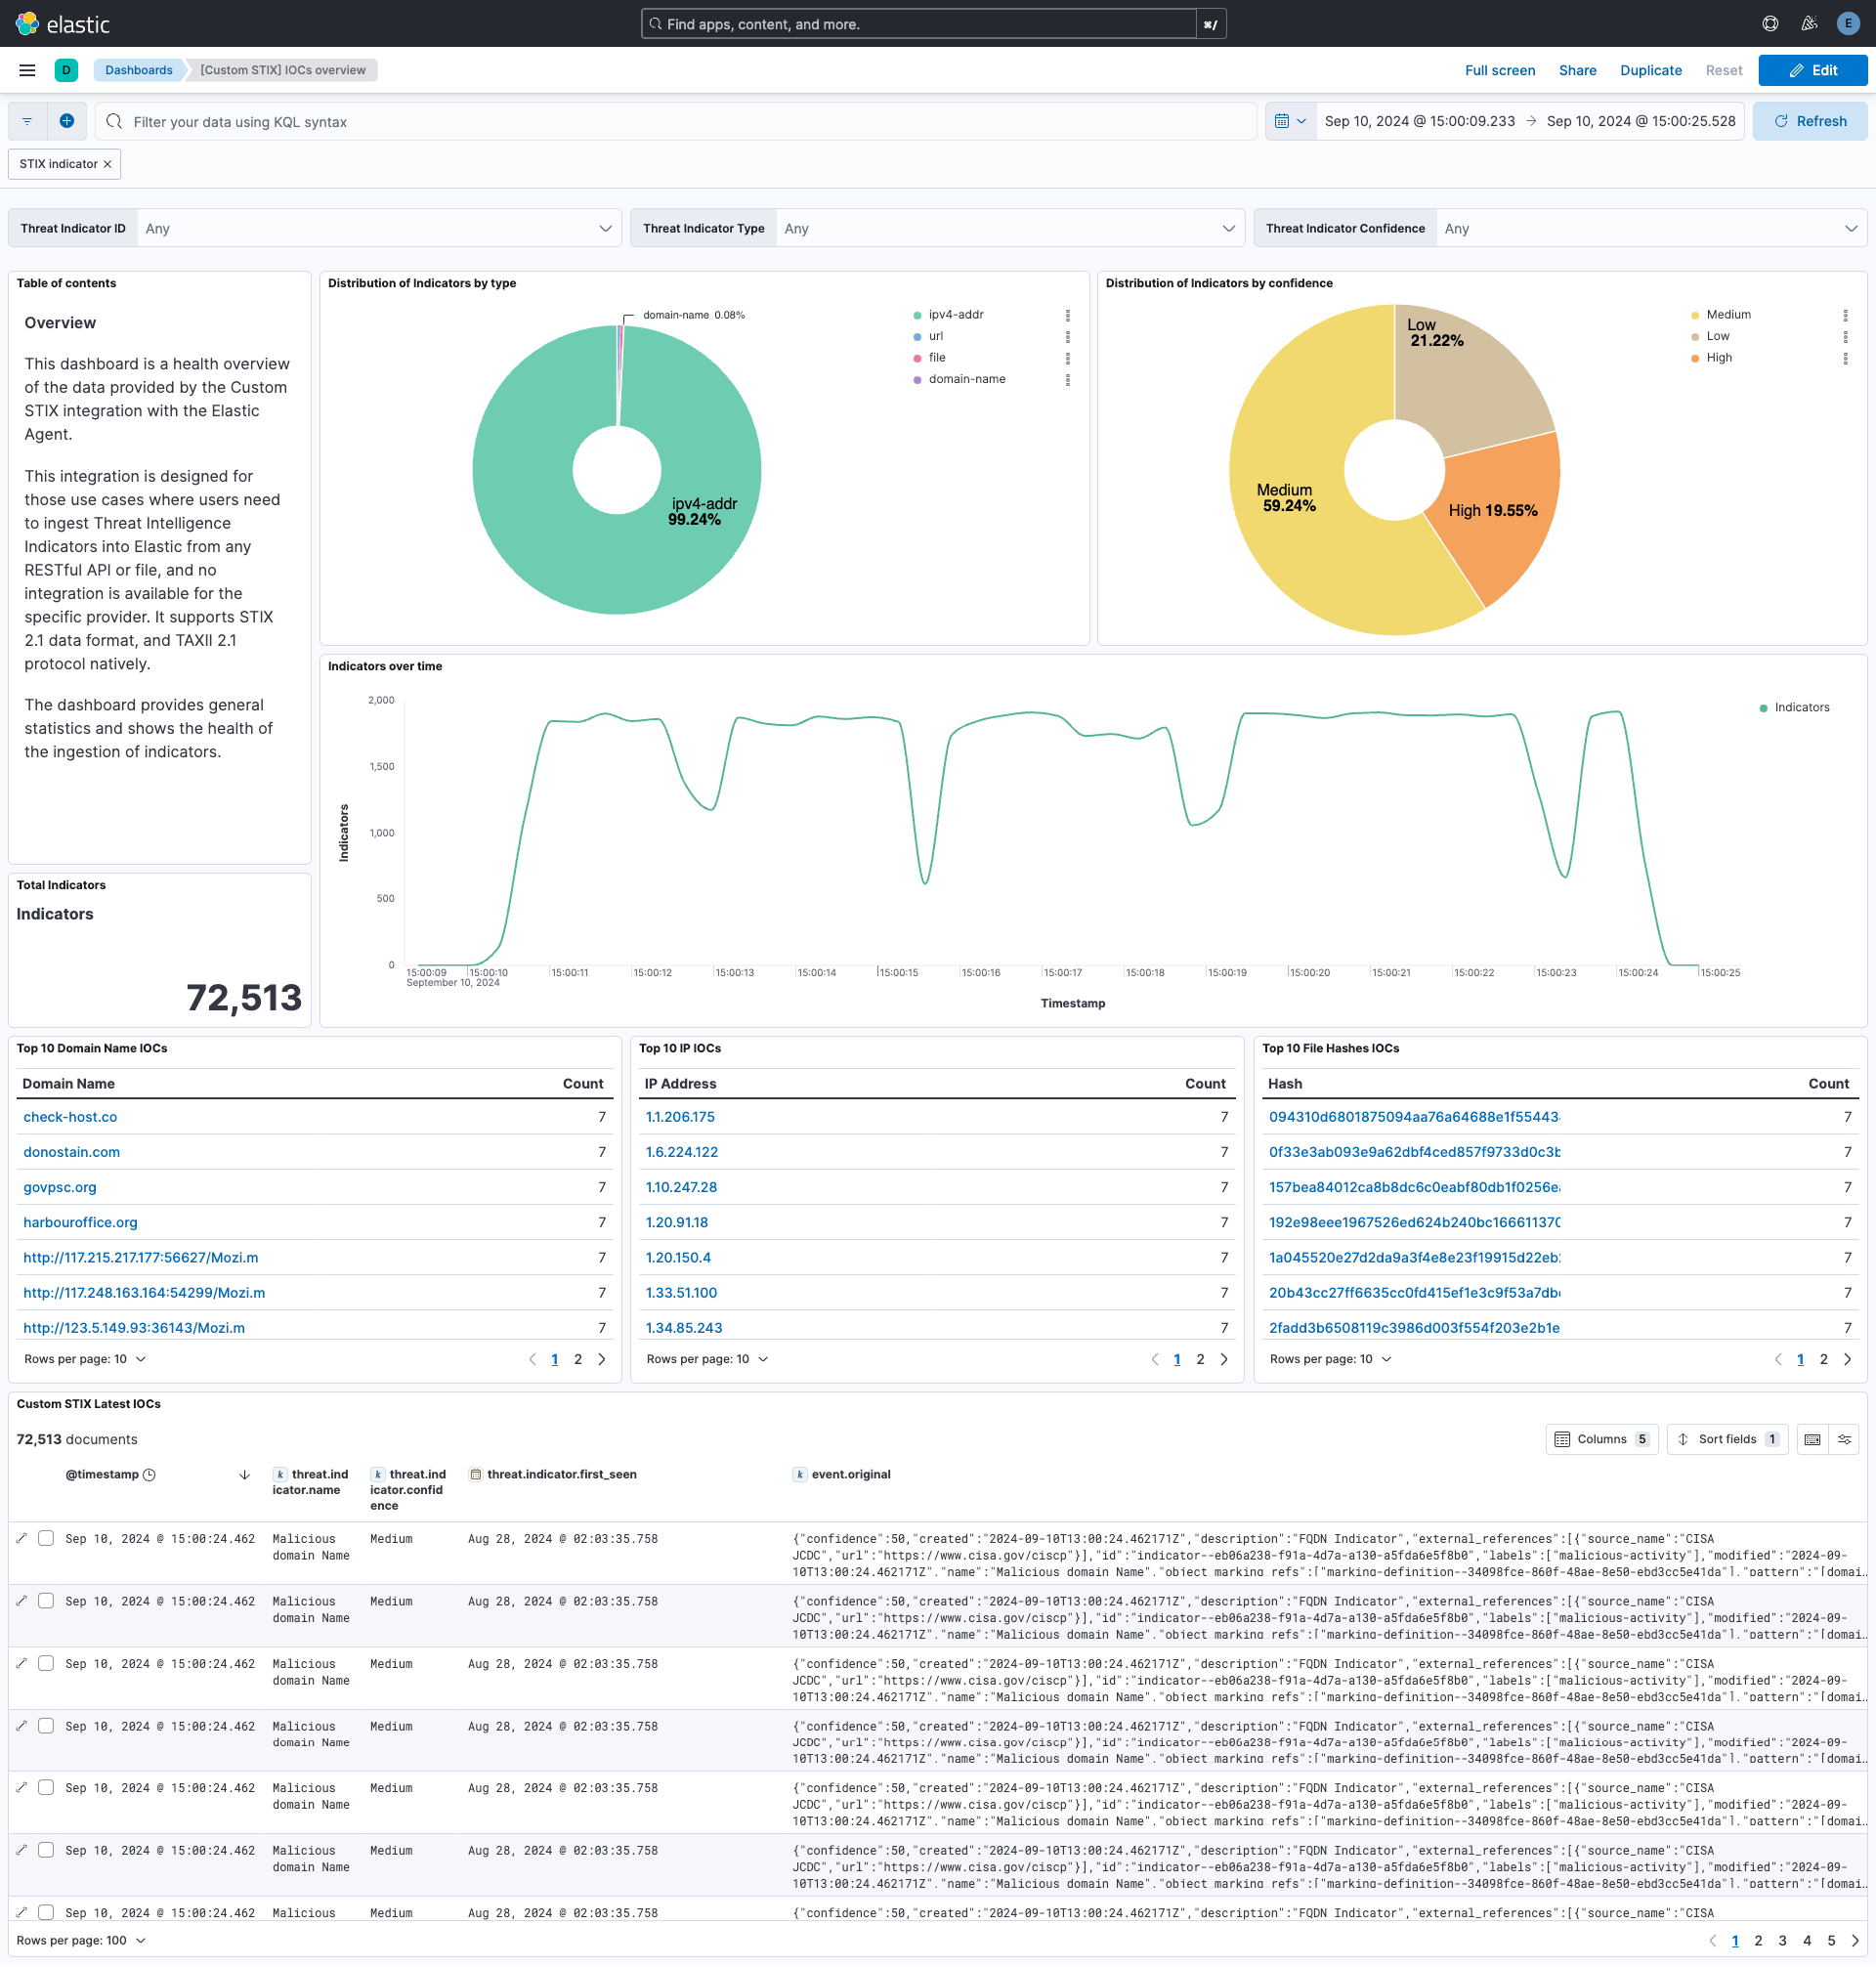 elastic
Find apps, content, and more.
⌘/
E
D
Dashboards
[Custom STIX] IOCs overview
Full screen
Share
Duplicate
Reset
Edit
Filter your data using KQL syntax
Sep 10, 2024 @ 15:00:09.233 → Sep 10, 2024 @ 15:00:25.528
Refresh
STIX indicator ×
Threat Indicator ID Any
Threat Indicator Type Any
Threat Indicator Confidence Any
Table of contents
Overview
This dashboard is a health overview
of the data provided by the Custom
STIX integration with the Elastic
Agent.
This integration is designed for
those use cases where users need
to ingest Threat Intelligence
Indicators into Elastic from any
RESTful API or file, and no
integration is available for the
specific provider. It supports STIX
2.1 data format, and TAXII 2.1
protocol natively.
The dashboard provides general
statistics and shows the health of
the ingestion of indicators.
Distribution of Indicators by type
domain-name 0.08%
ipv4-addr
99.24%
ipv4-addr
url
file
domain-name
Distribution of Indicators by confidence
Low
21.22%
Medium
59.24%
High 19.55%
Medium
Low
High
Total Indicators
Indicators
72,513
Indicators over time
Indicators
2,000
1,500
1,000
500
0
15:00:09 15:00:10 15:00:11 15:00:12 15:00:13 15:00:14 15:00:15 15:00:16 15:00:17 15:00:18 15:00:19 15:00:20 15:00:21 15:00:22 15:00:23 15:00:24 15:00:25
September 10, 2024
Timestamp
Indicators
Top 10 Domain Name IOCs
Domain Name Count
check-host.co 7
donostain.com 7
govpsc.org 7
harbouroffice.org 7
http://117.215.217.177:56627/Mozi.m 7
http://117.248.163.164:54299/Mozi.m 7
http://123.5.149.93:36143/Mozi.m 7
Rows per page: 10
1 2
Top 10 IP IOCs
IP Address Count
1.1.206.175 7
1.6.224.122 7
1.10.247.28 7
1.20.91.18 7
1.20.150.4 7
1.33.51.100 7
1.34.85.243 7
Rows per page: 10
1 2
Top 10 File Hashes IOCs
Hash Count
094310d6801875094aa76a64688e1f55443 7
0f33e3ab093e9a62dbf4ced857f9733d0c3 7
157bea84012ca8b8dc6c0eabf80db1f0256e 7
192e98eee1967526ed624b240bc16661137 7
1a045520e27d2da9a3f4e8e23f19915d22eb 7
20b43cc27ff6635cc0fd415ef1e3c9f53a7db 7
2fadd3b6508119c3986d003f554f203e2b1e 7
Rows per page: 10
1 2
Custom STIX Latest IOCs
72,513 documents
Columns 5
Sort fields 1
@timestamp
k threat.ind
icator.name
k threat.ind
icator.confid
ence
threat.indicator.first_seen
k event.original
Sep 10, 2024 @ 15:00:24.462 Malicious Medium Aug 28, 2024 @ 02:03:35.758 {"confidence":50,"created":"2024-09-10T13:00:24.462171Z","description":"FQDN Indicator","external_references":[{"source_name":"CISA
domain Name JCDC","url":"https://www.cisa.gov/ciscp"}],"id":"indicator--eb06a238-f91a-4d7a-a130-a5fda6e5f8b0","labels":["malicious-activity"],"modified":"2024-09-
10T13:00:24.462171Z","name":"Malicious domain Name","object_marking_refs":["marking-definition--34098fce-860f-48ae-8e50-ebd3cc5e41da"],"pattern":"[domai…
Sep 10, 2024 @ 15:00:24.462 Malicious Medium Aug 28, 2024 @ 02:03:35.758 {"confidence":50,"created":"2024-09-10T13:00:24.462171Z","description":"FQDN Indicator","external_references":[{"source_name":"CISA
domain Name JCDC","url":"https://www.cisa.gov/ciscp"}],"id":"indicator--eb06a238-f91a-4d7a-a130-a5fda6e5f8b0","labels":["malicious-activity"],"modified":"2024-09-
10T13:00:24.462171Z","name":"Malicious domain Name","object_marking_refs":["marking-definition--34098fce-860f-48ae-8e50-ebd3cc5e41da"],"pattern":"[domai…
Sep 10, 2024 @ 15:00:24.462 Malicious Medium Aug 28, 2024 @ 02:03:35.758 {"confidence":50,"created":"2024-09-10T13:00:24.462171Z","description":"FQDN Indicator","external_references":[{"source_name":"CISA
domain Name JCDC","url":"https://www.cisa.gov/ciscp"}],"id":"indicator--eb06a238-f91a-4d7a-a130-a5fda6e5f8b0","labels":["malicious-activity"],"modified":"2024-09-
10T13:00:24.462171Z","name":"Malicious domain Name","object_marking_refs":["marking-definition--34098fce-860f-48ae-8e50-ebd3cc5e41da"],"pattern":"[domai…
Sep 10, 2024 @ 15:00:24.462 Malicious Medium Aug 28, 2024 @ 02:03:35.758 {"confidence":50,"created":"2024-09-10T13:00:24.462171Z","description":"FQDN Indicator","external_references":[{"source_name":"CISA
domain Name JCDC","url":"https://www.cisa.gov/ciscp"}],"id":"indicator--eb06a238-f91a-4d7a-a130-a5fda6e5f8b0","labels":["malicious-activity"],"modified":"2024-09-
10T13:00:24.462171Z","name":"Malicious domain Name","object_marking_refs":["marking-definition--34098fce-860f-48ae-8e50-ebd3cc5e41da"],"pattern":"[domai…
Sep 10, 2024 @ 15:00:24.462 Malicious Medium Aug 28, 2024 @ 02:03:35.758 {"confidence":50,"created":"2024-09-10T13:00:24.462171Z","description":"FQDN Indicator","external_references":[{"source_name":"CISA
domain Name JCDC","url":"https://www.cisa.gov/ciscp"}],"id":"indicator--eb06a238-f91a-4d7a-a130-a5fda6e5f8b0","labels":["malicious-activity"],"modified":"2024-09-
10T13:00:24.462171Z","name":"Malicious domain Name","object_marking_refs":["marking-definition--34098fce-860f-48ae-8e50-ebd3cc5e41da"],"pattern":"[domai…
Sep 10, 2024 @ 15:00:24.462 Malicious Medium Aug 28, 2024 @ 02:03:35.758 {"confidence":50,"created":"2024-09-10T13:00:24.462171Z","description":"FQDN Indicator","external_references":[{"source_name":"CISA
domain Name JCDC","url":"https://www.cisa.gov/ciscp"}],"id":"indicator--eb06a238-f91a-4d7a-a130-a5fda6e5f8b0","labels":["malicious-activity"],"modified":"2024-09-
10T13:00:24.462171Z","name":"Malicious domain Name","object_marking_refs":["marking-definition--34098fce-860f-48ae-8e50-ebd3cc5e41da"],"pattern":"[domai…
Sep 10, 2024 @ 15:00:24.462 Malicious Medium Aug 28, 2024 @ 02:03:35.758 {"confidence":50,"created":"2024-09-10T13:00:24.462171Z","description":"FQDN Indicator","external_references":[{"source_name":"CISA
Rows per page: 100
1 2 3 4 5